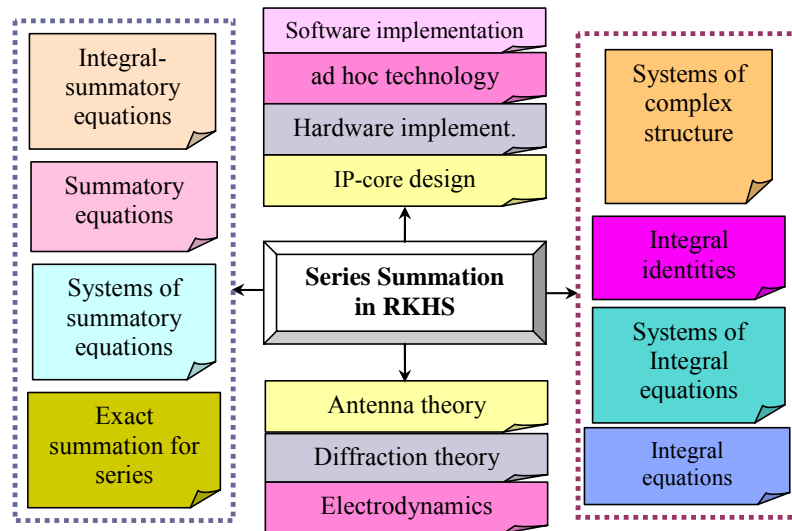 Integral-
summatory
equations
Summatory
equations
Systems of
summatory
equations
Exact
summation for
series
Software implementation
ad hoc technology
Hardware implement.
IP-core design
Series Summation
in RKHS
Antenna theory
Diffraction theory
Electrodynamics
Systems of
complex
structure
Integral
identities
Systems of
Integral
equations
Integral
equations